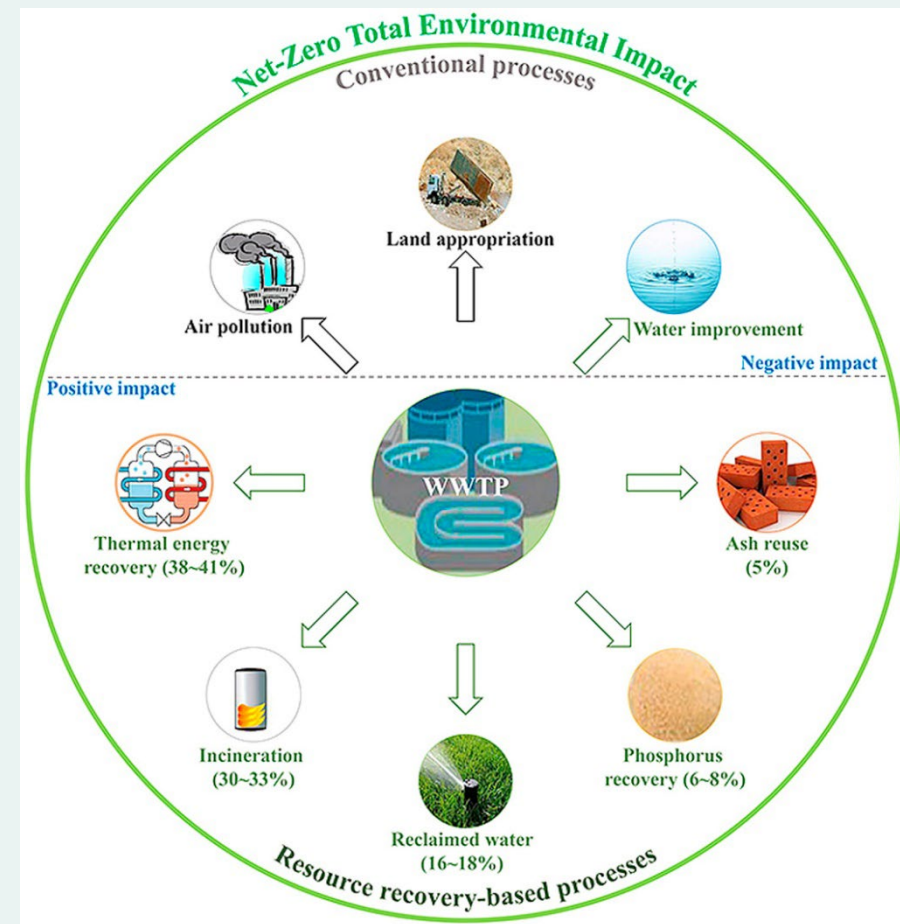 Net-Zero Total Environmental Impact
Conventional processes
Land appropriation
Air pollution
Water improvement
Negative impact
Positive impact
WWTP
Thermal energy
recovery (38~41%)
Ash reuse
(5%)
Incineration
(30~33%)
Phosphorus
recovery (6~8%)
Reclaimed water
(16~18%)
Resource recovery-based processes